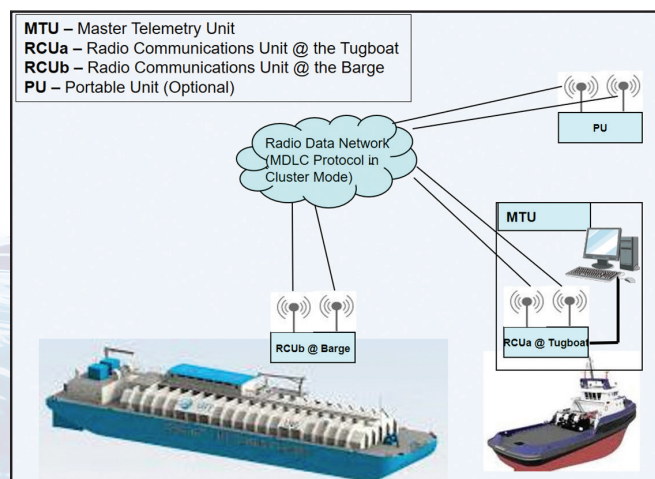 MTU – Master Telemetry Unit
RCUa – Radio Communications Unit @ the Tugboat
RCUb – Radio Communications Unit @ the Barge
PU – Portable Unit (Optional)
PU
Radio Data Network
(MDLC Protocol in
Cluster Mode)
MTU
RCUb @ Barge
RCUa @ Tugboat